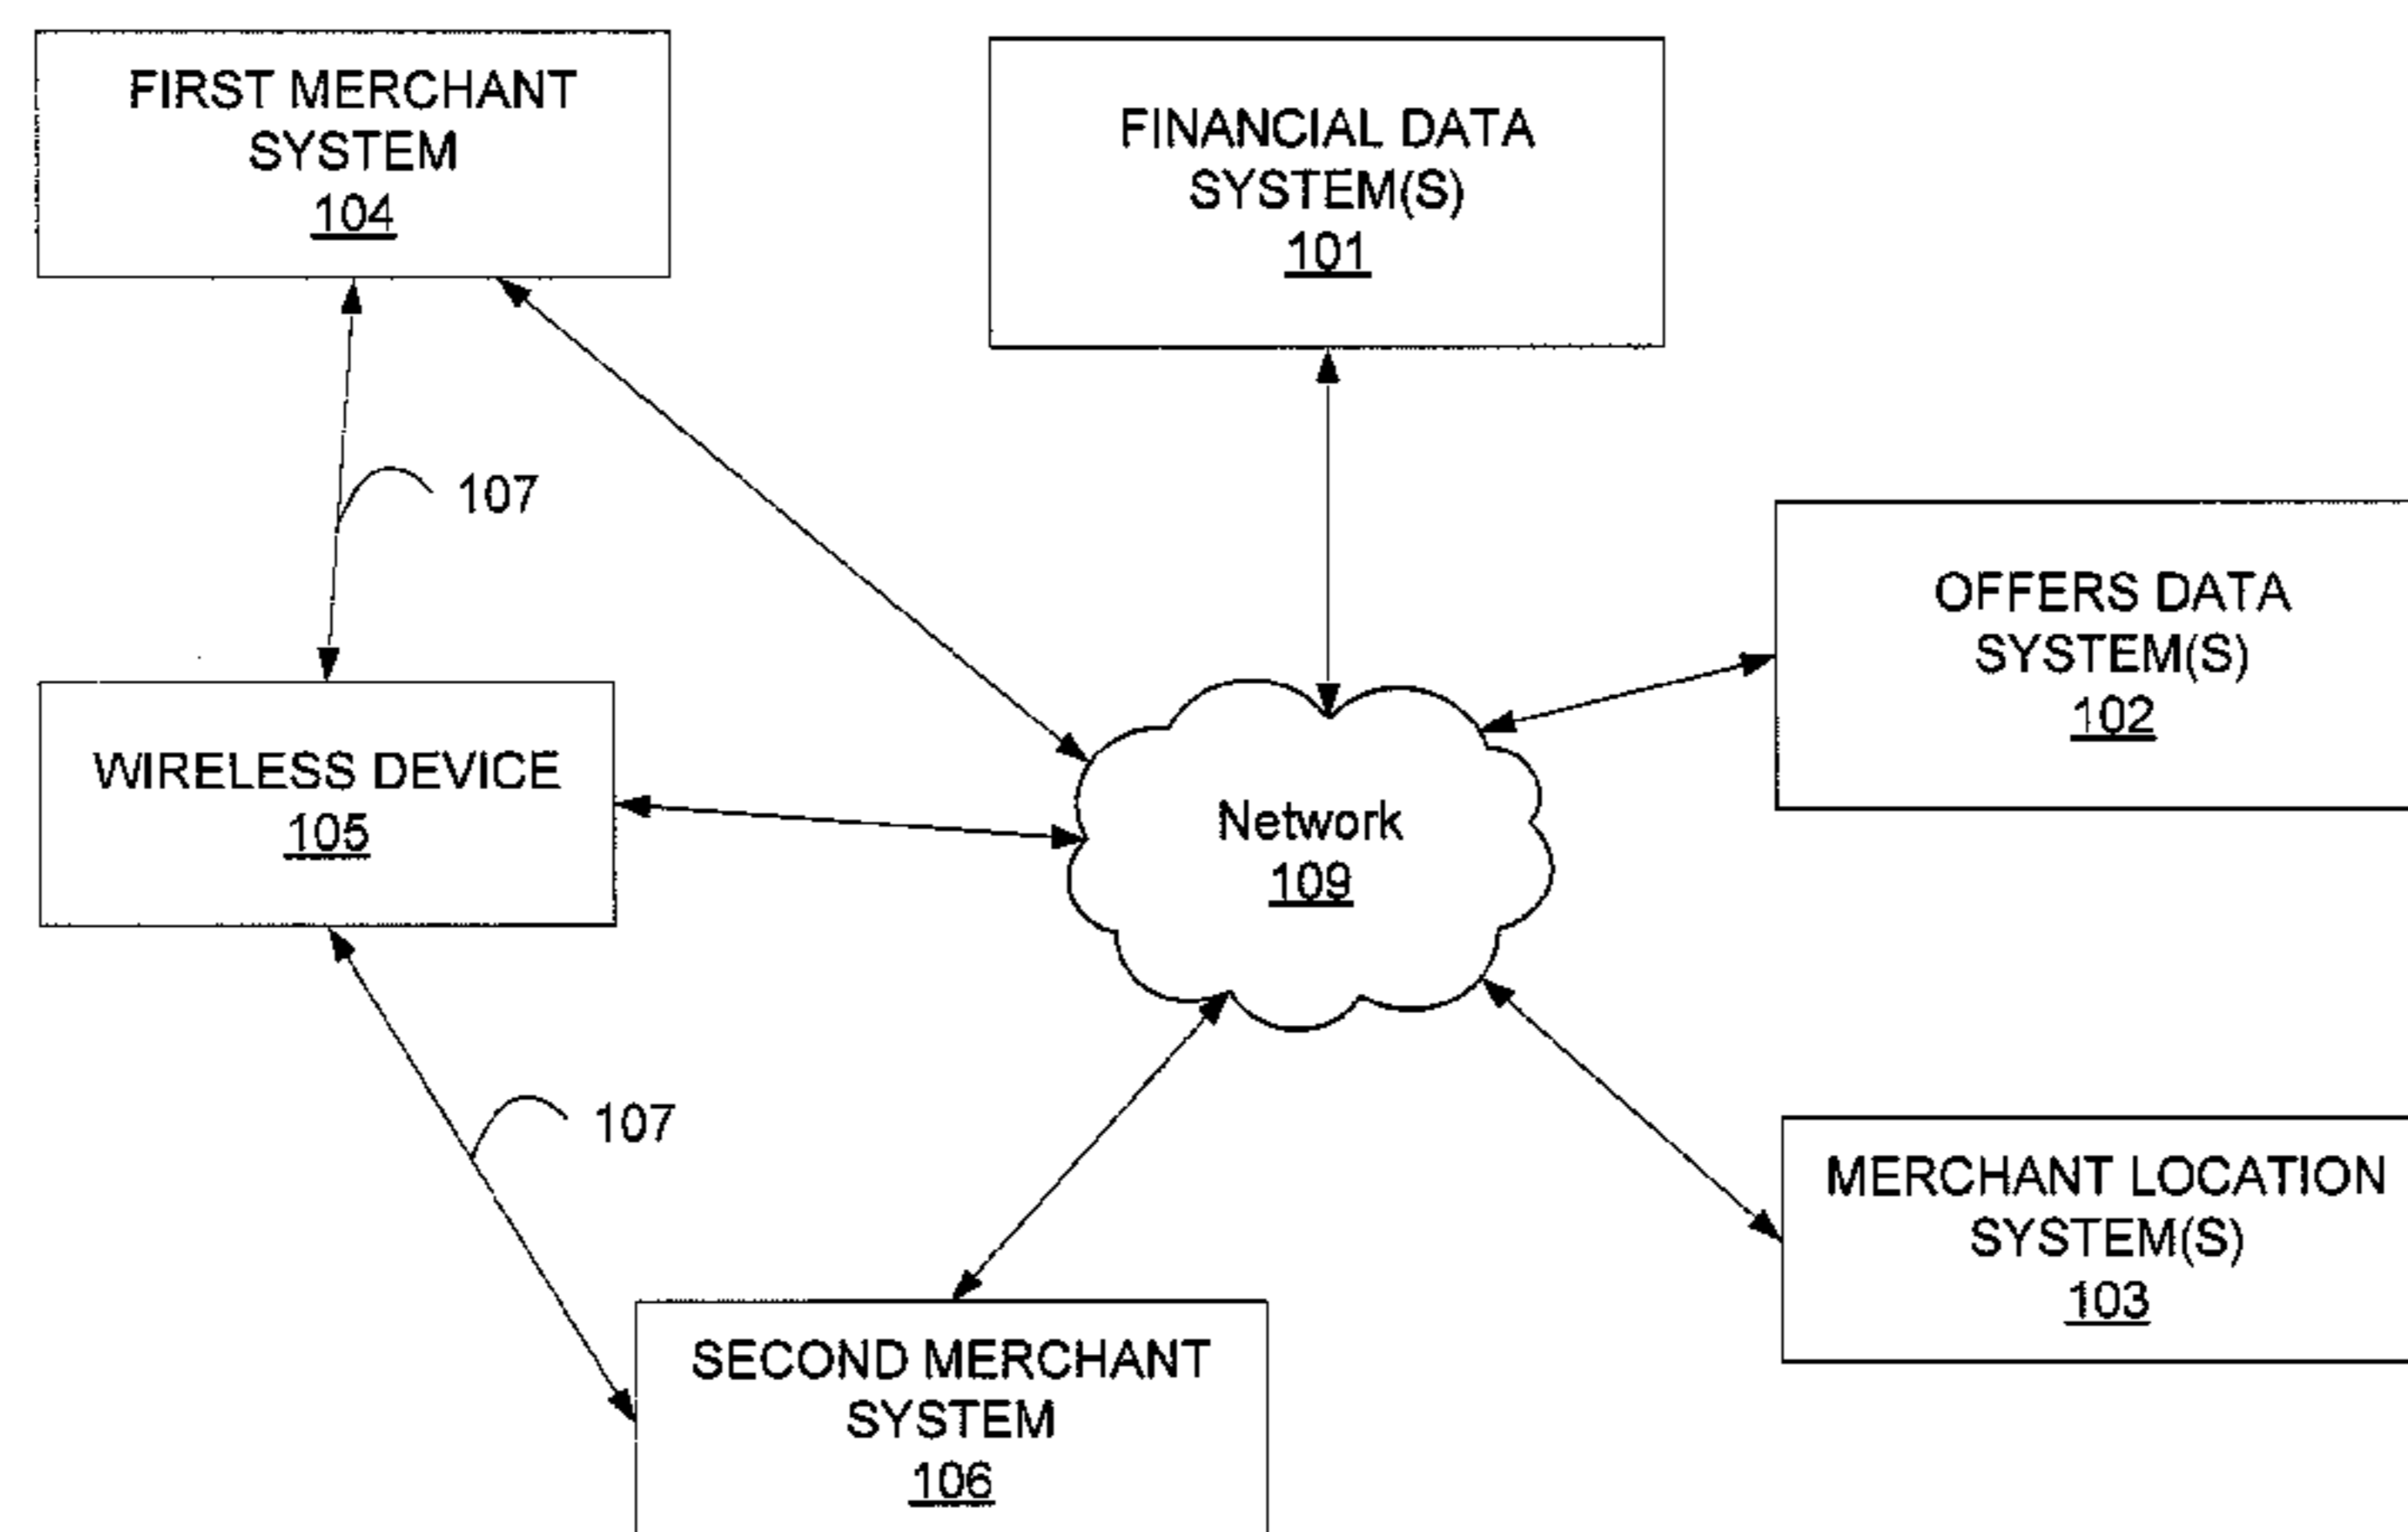 FIRST MERCHANT
SYSTEM
104
FINANCIAL DATA
SYSTEM(S)
101
107
OFFERS DATA
SYSTEM(S)
102
WIRELESS DEVICE
105
Network
109
107
MERCHANT LOCATION
SYSTEM(S)
103
SECOND MERCHANT
SYSTEM
106